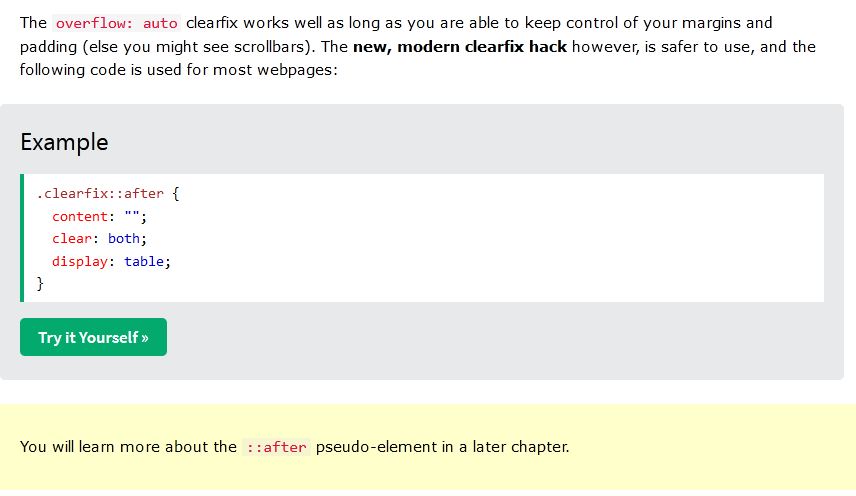 The overflow: auto clearfix works well as long as you are able to keep control of your margins and
padding (else you might see scrollbars). The new, modern clearfix hack however, is safer to use, and the
following code is used for most webpages:
Example
.clearfix::after {
  content: "";
  clear: both;
  display: table;
}
Try it Yourself »
You will learn more about the ::after pseudo-element in a later chapter.